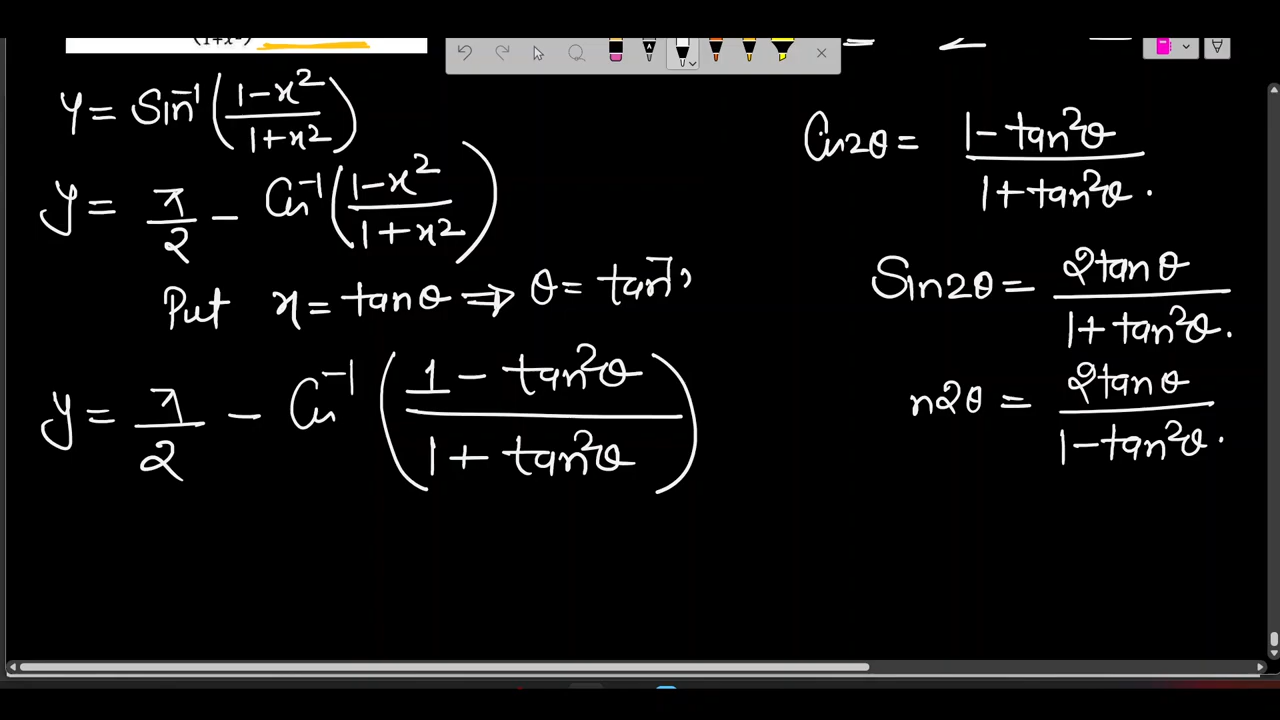 y = Sin⁻¹ ( (1 - x²) / (1 + x²) )
y = π/2 - Cos⁻¹ ( (1 - x²) / (1 + x²) )
Put x = tanθ ⇒ θ = tan⁻¹
y = π/2 - Cos⁻¹ ( (1 - tan²θ) / (1 + tan²θ) )
Cos2θ = (1 - tan²θ) / (1 + tan²θ) .
Sin2θ = 2tanθ / (1 + tan²θ) .
n2θ = 2tanθ / (1 - tan²θ) .